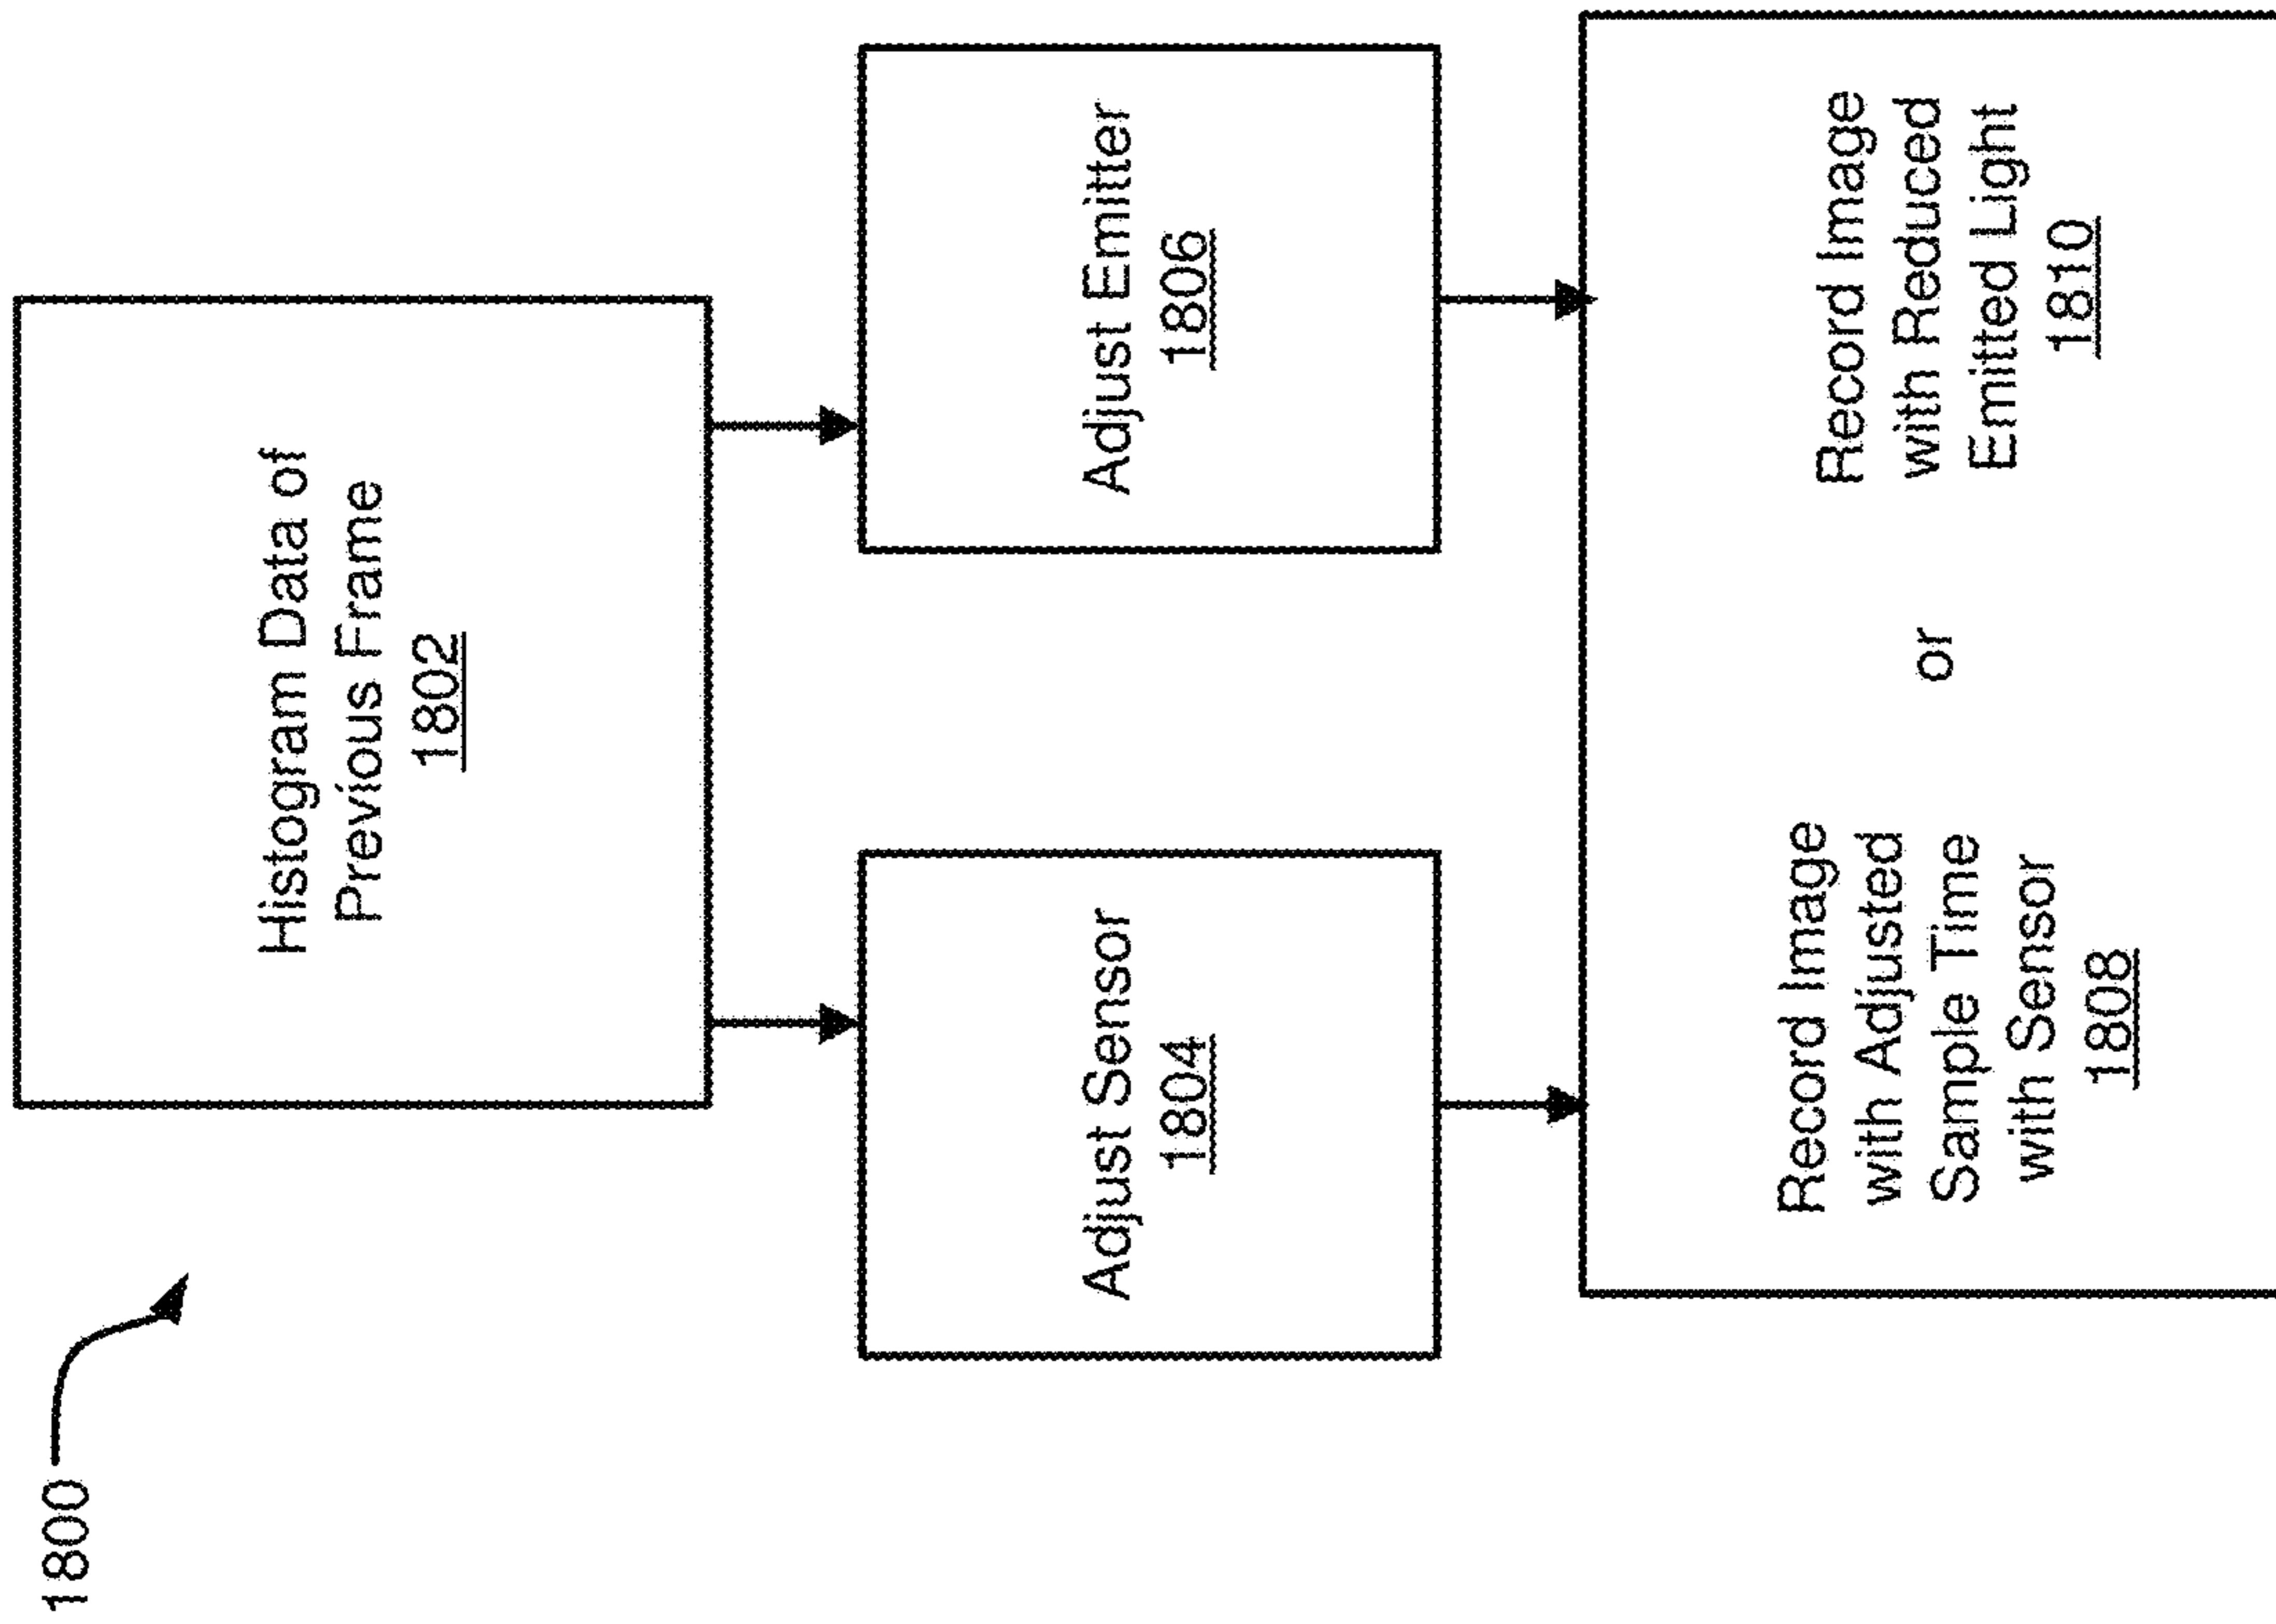 1800
Histogram Data of
Previous Frame
1802
Adjust Sensor
1804
Adjust Emitter
1806
Record Image
with Adjusted
Sample Time
with Sensor
1808
or
Record Image
with Reduced
Emitted Light
1810